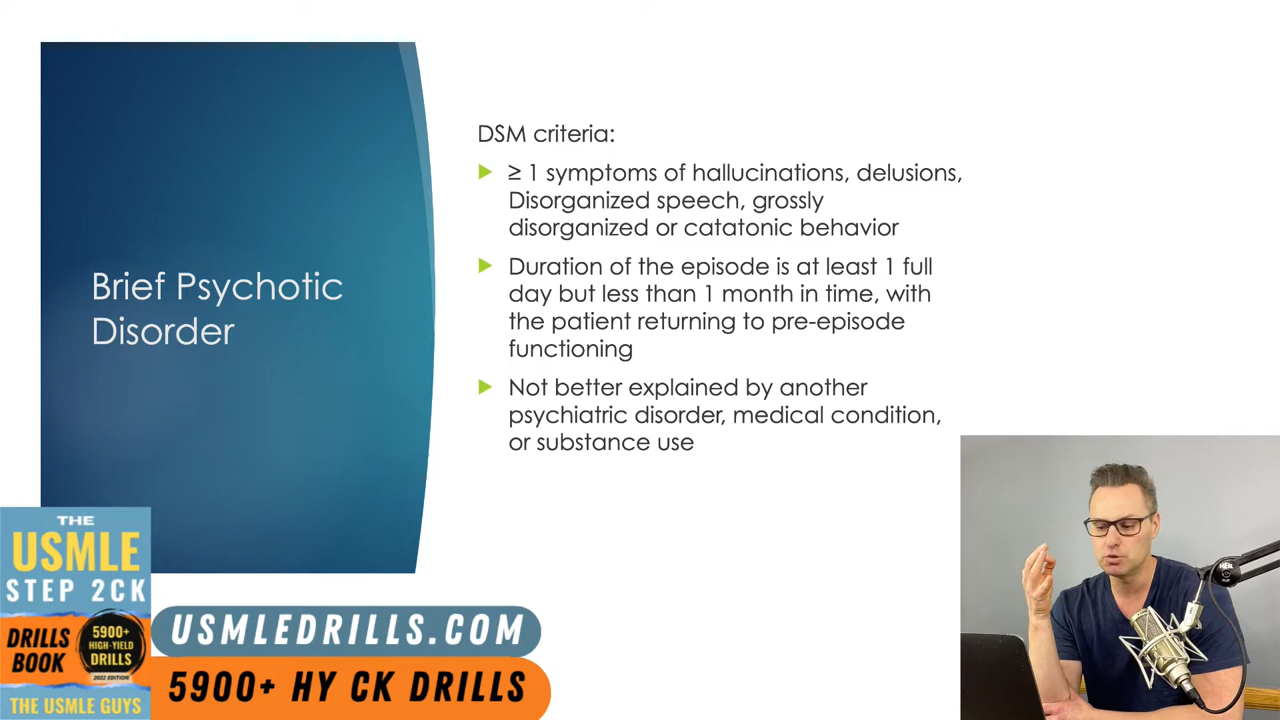 Brief Psychotic
Disorder
DSM criteria:
≥ 1 symptoms of hallucinations, delusions,
Disorganized speech, grossly
disorganized or catatonic behavior
Duration of the episode is at least 1 full
day but less than 1 month in time, with
the patient returning to pre-episode
functioning
Not better explained by another
psychiatric disorder, medical condition,
or substance use
THE
USMLE
STEP 2CK
DRILLS
BOOK
5900+
HIGH-YIELD
DRILLS
2022 EDITION
THE USMLE GUYS
USMLEDRILLS.COM
5900+ HY CK DRILLS
HEIL